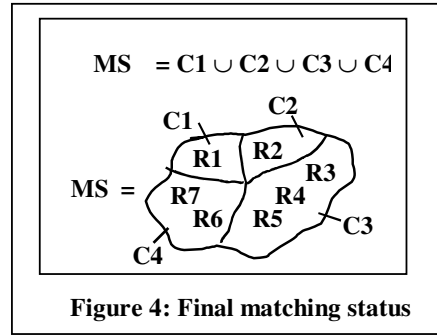 MS = C1 ∪ C2 ∪ C3 ∪ C4
C1
C2
R1
R2
R3
MS =
R7
R4
R6
R5
C4
C3
Figure 4: Final matching status